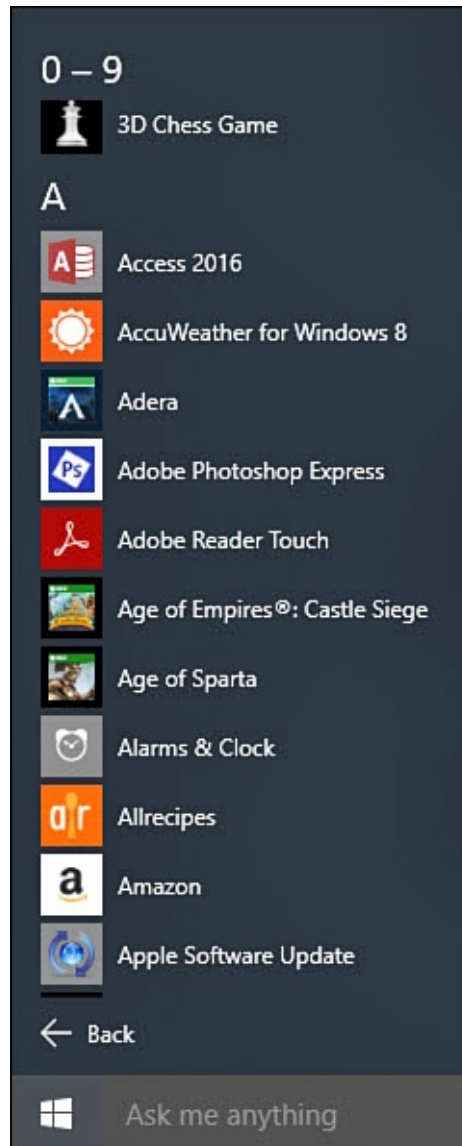 0 – 9
3D Chess Game
A
Access 2016
AccuWeather for Windows 8
Adera
Adobe Photoshop Express
Adobe Reader Touch
Age of Empires®: Castle Siege
Age of Sparta
Alarms & Clock
Allrecipes
Amazon
Apple Software Update
Back
Ask me anything